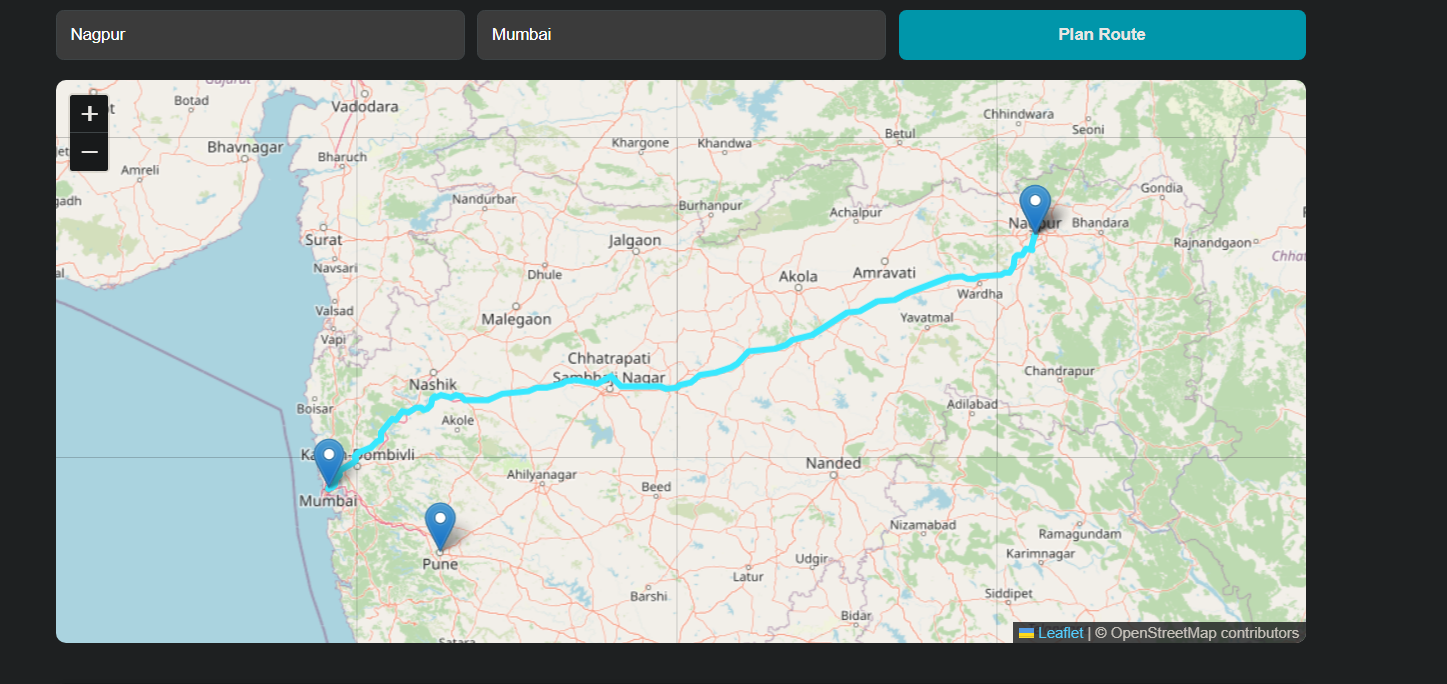 Nagpur
Mumbai
Plan Route
+
−
Botad
Vadodara
Bhavnagar
Bharuch
Amreli
Khargone
Khandwa
Betul
Chhindwara
Seoni
Nandurbar
Burhanpur
Achalpur
Gondia
Nagpur
Bhandara
Surat
Jalgaon
Rajnandgaon
Navsari
Dhule
Akola
Amravati
Wardha
Valsad
Malegaon
Yavatmal
Vapi
Chhatrapati
Sambhaji Nagar
Nashik
Chandrapur
Boisar
Akole
Adilabad
Kalyan-Dombivli
Nanded
Ahilyanagar
Beed
Mumbai
Nizamabad
Ramagundam
Karimnagar
Pune
Udgir
Latur
Barshi
Siddipet
Bidar
Satara
Leaflet | © OpenStreetMap contributors